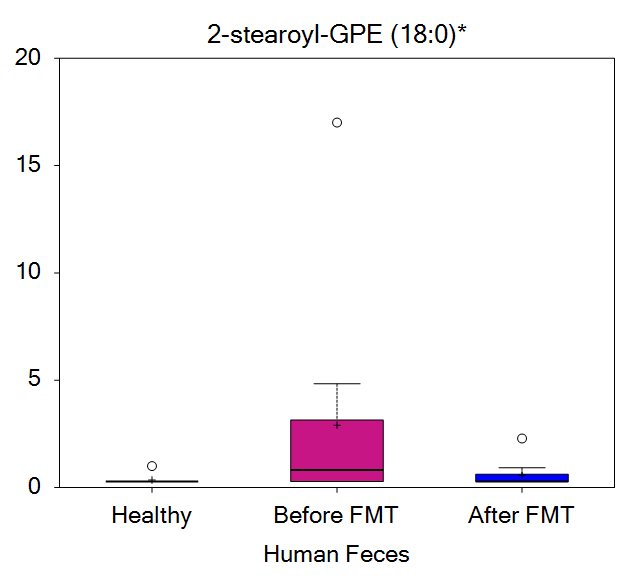 2-stearoyl-GPE (18:0)*
20
15
10
5
0
Healthy
Before FMT
After FMT
Human Feces